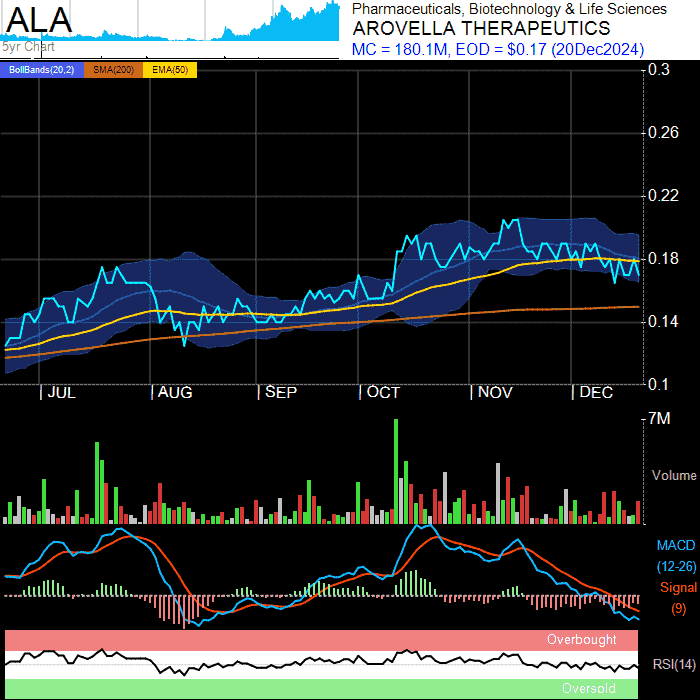 ALA
5yr Chart
Pharmaceuticals, Biotechnology & Life Sciences
AROVELLA THERAPEUTICS
MC = 180.1M, EOD = $0.17 (20Dec2024)
BollBands(20,2) SMA(200) EMA(50)
0.3
0.26
0.22
0.18
0.14
0.1
JUL AUG SEP OCT NOV DEC
7M
Volume
MACD
(12-26)
Signal
(9)
Overbought
RSI(14)
Oversold